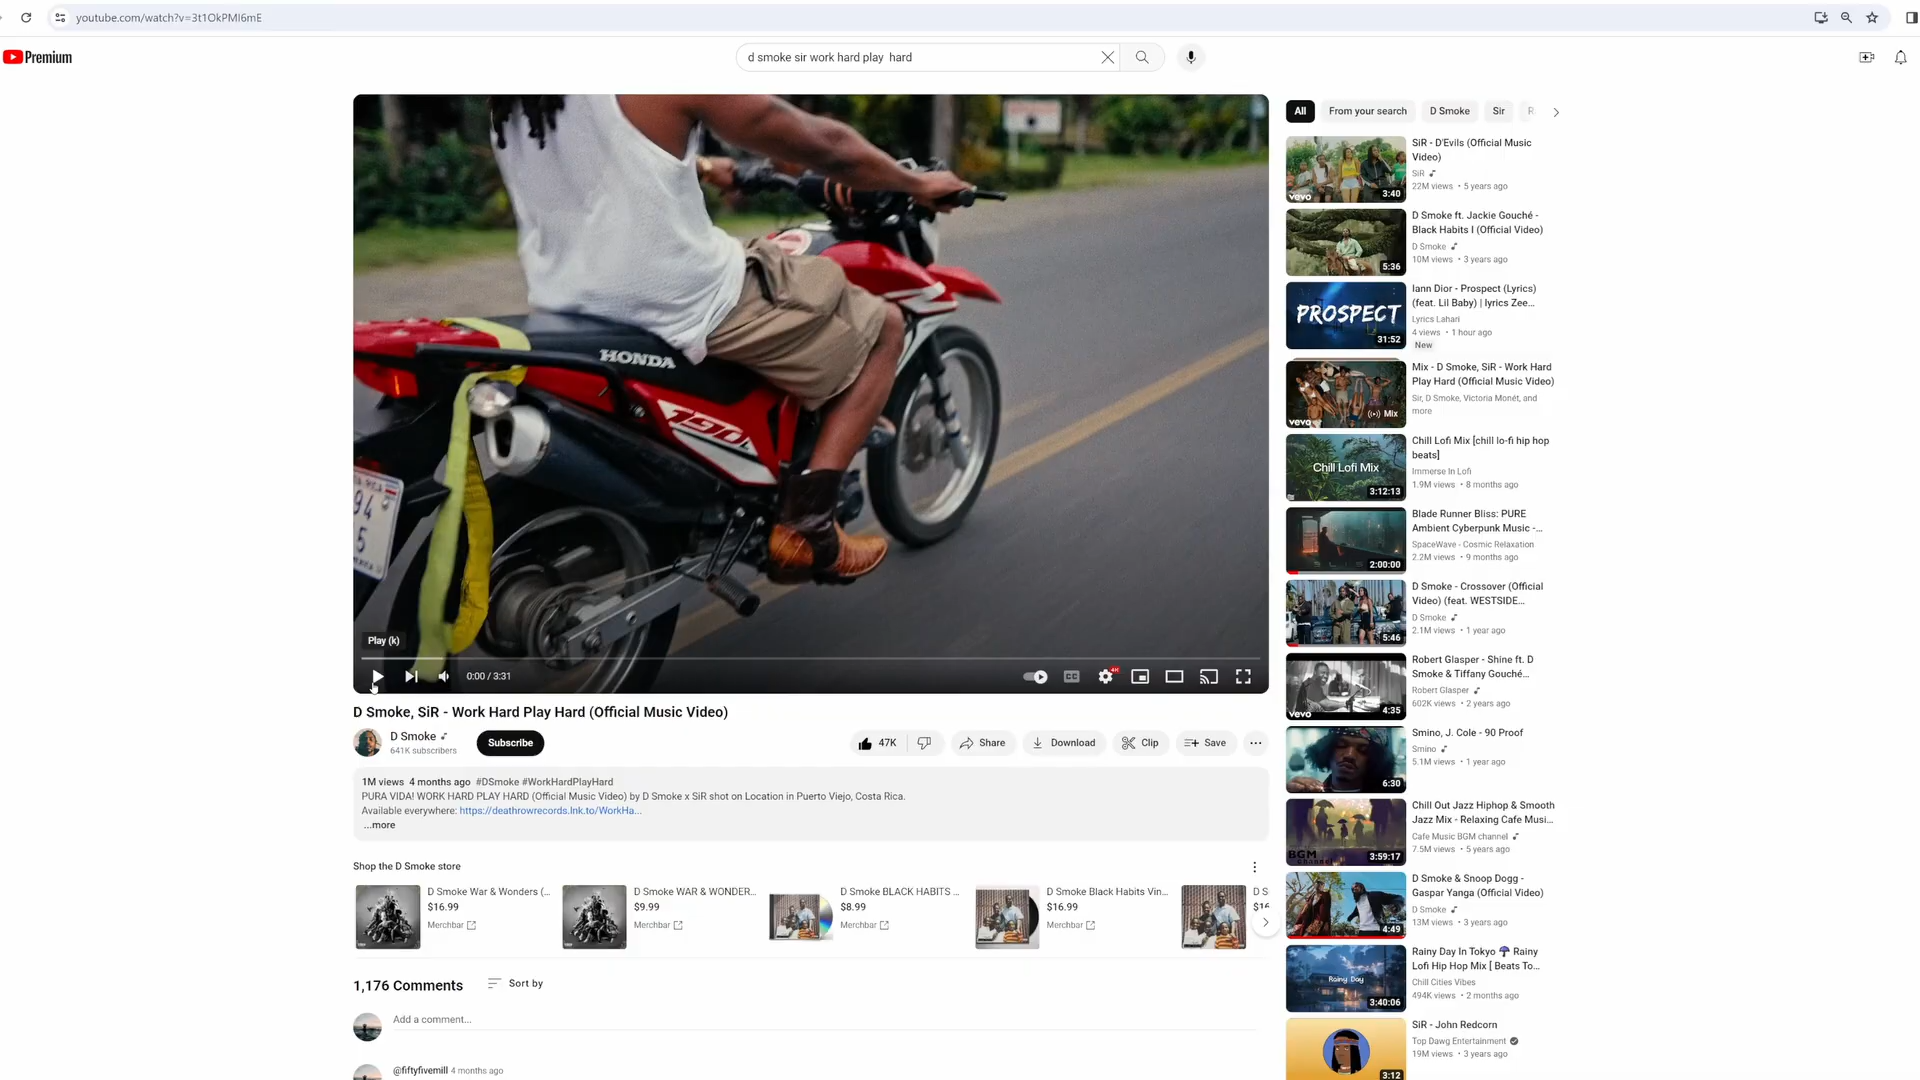 youtube.com/watch?v=3t1OkPMI6mE
Premium
d smoke sir work hard play  hard
HONDA
Play (k)
0:00 / 3:31
D Smoke, SiR - Work Hard Play Hard (Official Music Video)
D Smoke
641K subscribers
Subscribe
47K
Share
Download
Clip
Save
1M views  4 months ago  #DSmoke #WorkHardPlayHard
PURA VIDA! WORK HARD PLAY HARD (Official Music Video) by D Smoke x SiR shot on Location in Puerto Viejo, Costa Rica.
Available everywhere: https://deathrowrecords.lnk.to/WorkHa...
...more
Shop the D Smoke store
D Smoke War & Wonders (...
$16.99
Merchbar
D Smoke WAR & WONDER...
$9.99
Merchbar
D Smoke BLACK HABITS ...
$8.99
Merchbar
D Smoke Black Habits Vin...
$16.99
Merchbar
D S
1,176 Comments
Sort by
Add a comment...
@fiftyfivemill 4 months ago
All
From your search
D Smoke
Sir
SiR - D'Evils (Official Music
Video)
SiR
22M views • 5 years ago
3:40
vevo
D Smoke ft. Jackie Gouché -
Black Habits I (Official Video)
D Smoke
10M views • 3 years ago
5:36
Iann Dior - Prospect (Lyrics)
(feat. Lil Baby) | lyrics Zee...
Lyrics Lahari
4 views • 1 hour ago
New
PROSPECT
31:52
Mix - D Smoke, SiR - Work Hard
Play Hard (Official Music Video)
Sir, D Smoke, Victoria Monét, and
more
Mix
vevo
Chill Lofi Mix [chill lo-fi hip hop
beats]
Immerse In Lofi
1.9M views • 8 months ago
Chill Lofi Mix
3:12:13
Blade Runner Bliss: PURE
Ambient Cyberpunk Music -...
SpaceWave - Cosmic Relaxation
2.2M views • 9 months ago
2:00:00
D Smoke - Crossover (Official
Video) (feat. WESTSIDE...
D Smoke
2.1M views • 1 year ago
5:46
Robert Glasper - Shine ft. D
Smoke & Tiffany Gouché...
Robert Glasper
602K views • 2 years ago
4:35
vevo
Smino, J. Cole - 90 Proof
Smino
5.1M views • 1 year ago
6:30
Chill Out Jazz Hiphop & Smooth
Jazz Mix - Relaxing Cafe Musi...
Cafe Music BGM channel
7.5M views • 5 years ago
BGM
channel
3:59:17
D Smoke & Snoop Dogg -
Gaspar Yanga (Official Video)
D Smoke
13M views • 3 years ago
4:49
Rainy Day In Tokyo ☂ Rainy
Lofi Hip Hop Mix [ Beats To...
Chill Cities Vibes
494K views • 2 months ago
Rainy Day
3:40:06
SiR - John Redcorn
Top Dawg Entertainment
19M views • 3 years ago
3:12